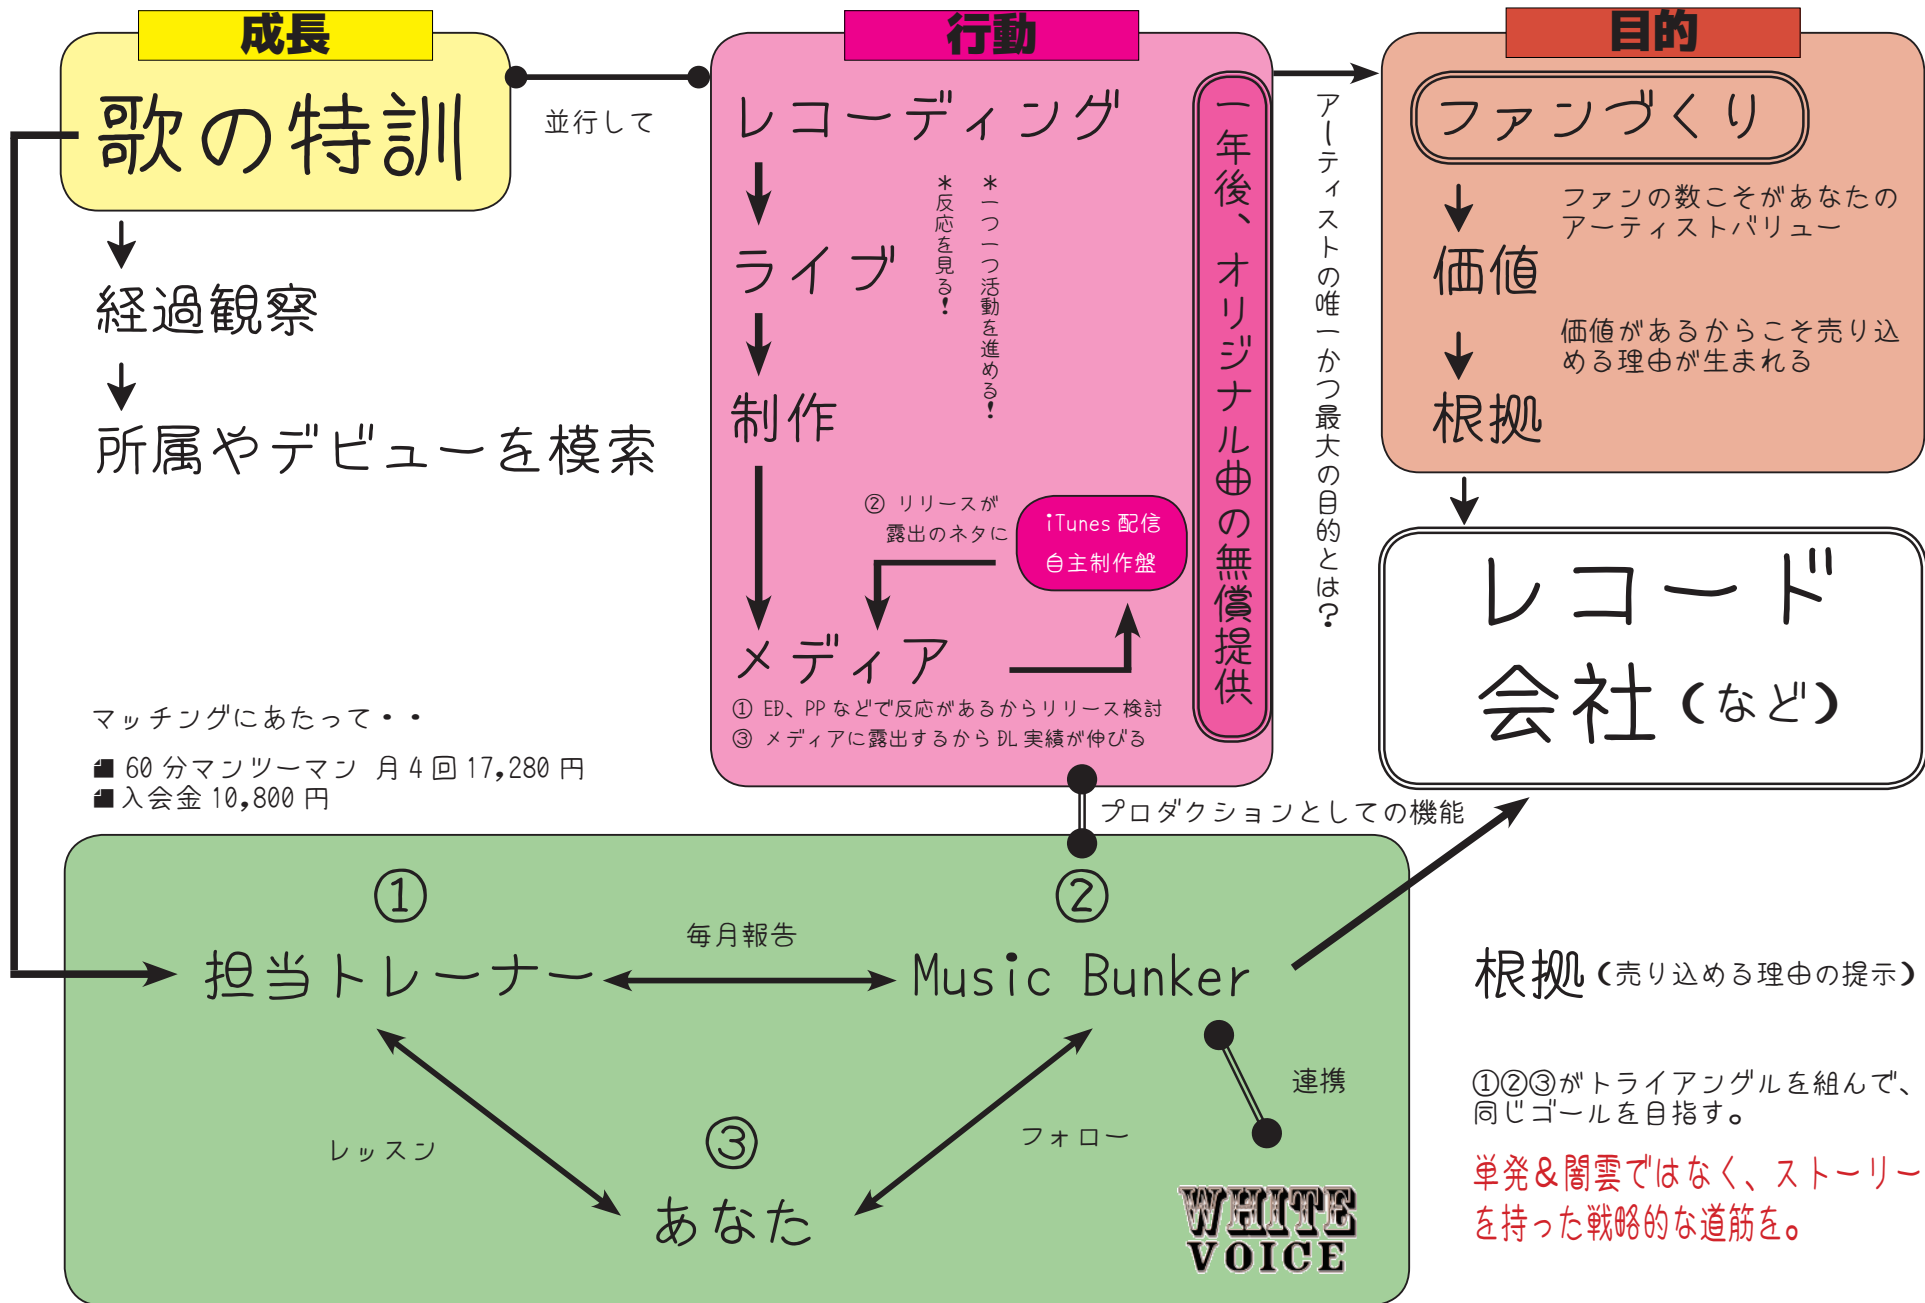 成長
歌の特訓
経過観察
所属やデビューを模索
並行して
行動
レコーディング
ライブ
制作
メディア
＊一つ一つ活動を進める！
＊反応を見る！
② リリースが
露出のネタに
iTunes 配信
自主制作盤
① ED、PP などで反応があるからリリース検討
③ メディアに露出するから DL 実績が伸びる
一年後、オリジナル曲の無償提供
アーティストの唯一かつ最大の目的とは？
目的
ファンづくり
ファンの数こそがあなたの
アーティストバリュー
価値
価値があるからこそ売り込
める理由が生まれる
根拠
レコード
会社（など）
マッチングにあたって・・
60 分マンツーマン 月 4 回 17,280 円
入会金 10,800 円
プロダクションとしての機能
①
担当トレーナー
毎月報告
②
Music Bunker
レッスン
③
あなた
フォロー
連携
WHITE
VOICE
根拠（売り込める理由の提示）
①②③がトライアングルを組んで、
同じゴールを目指す。
単発＆闇雲ではなく、ストーリー
を持った戦略的な道筋を。